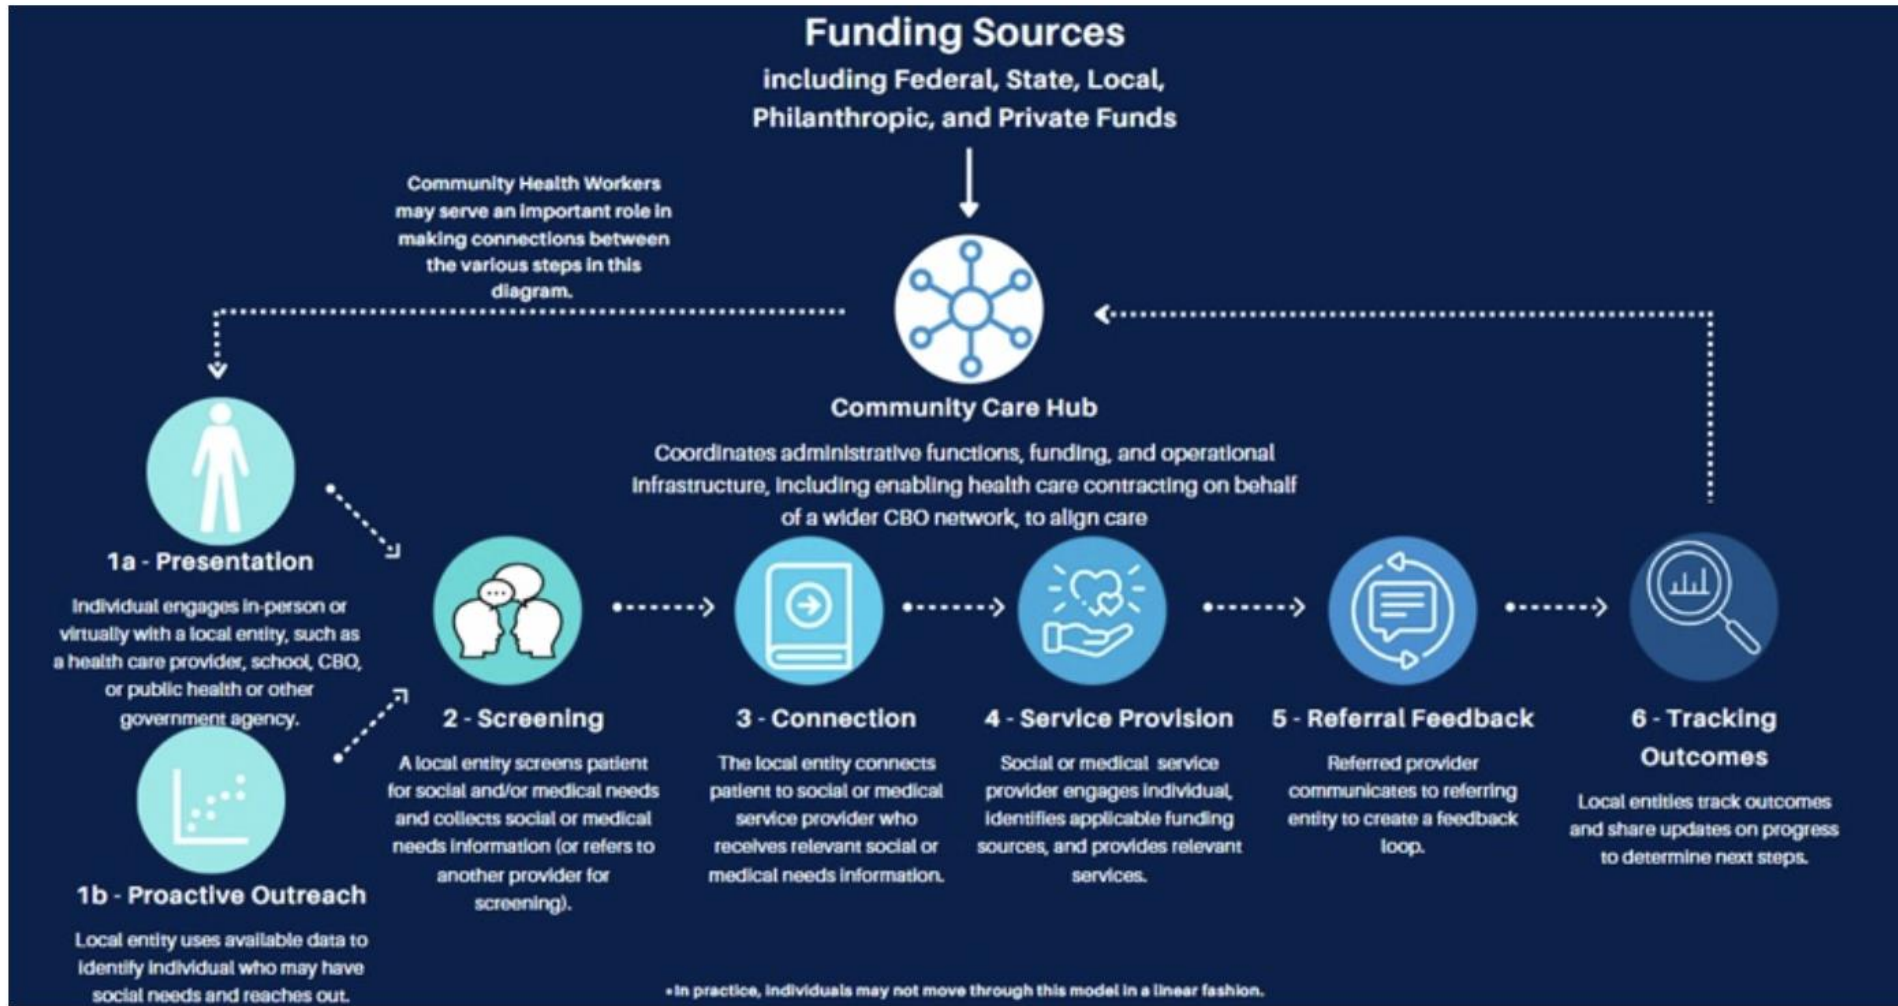 Funding Sources
including Federal, State, Local,
Philanthropic, and Private Funds
Community Health Workers
may serve an important role in
making connections between
the various steps in this
diagram.
Community Care Hub
Coordinates administrative functions, funding, and operational
infrastructure, including enabling health care contracting on behalf
of a wider CBO network, to align care
1a - Presentation
Individual engages in-person or
virtually with a local entity, such as
a health care provider, school, CBO,
or public health or other
government agency.
1b - Proactive Outreach
Local entity uses available data to
identify individual who may have
social needs and reaches out.
2 - Screening
A local entity screens patient
for social and/or medical needs
and collects social or medical
needs information (or refers to
another provider for
screening).
3 - Connection
The local entity connects
patient to social or medical
service provider who
receives relevant social or
medical needs information.
4 - Service Provision
Social or medical service
provider engages individual,
identifies applicable funding
sources, and provides relevant
services.
5 - Referral Feedback
Referred provider
communicates to referring
entity to create a feedback
loop.
6 - Tracking
Outcomes
Local entities track outcomes
and share updates on progress
to determine next steps.
*In practice, individuals may not move through this model in a linear fashion.